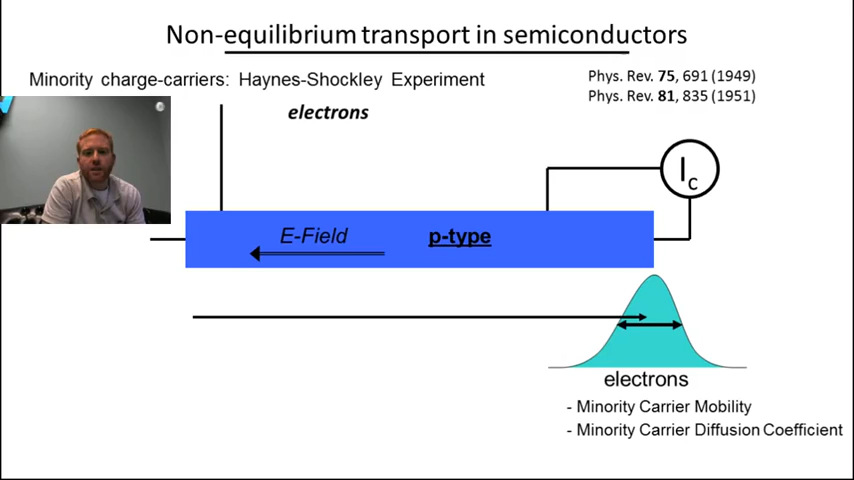 Non-equilibrium transport in semiconductors
Minority charge-carriers: Haynes-Shockley Experiment
electrons
Phys. Rev. 75, 691 (1949)
Phys. Rev. 81, 835 (1951)
Ic
E-Field
p-type
electrons
- Minority Carrier Mobility
- Minority Carrier Diffusion Coefficient